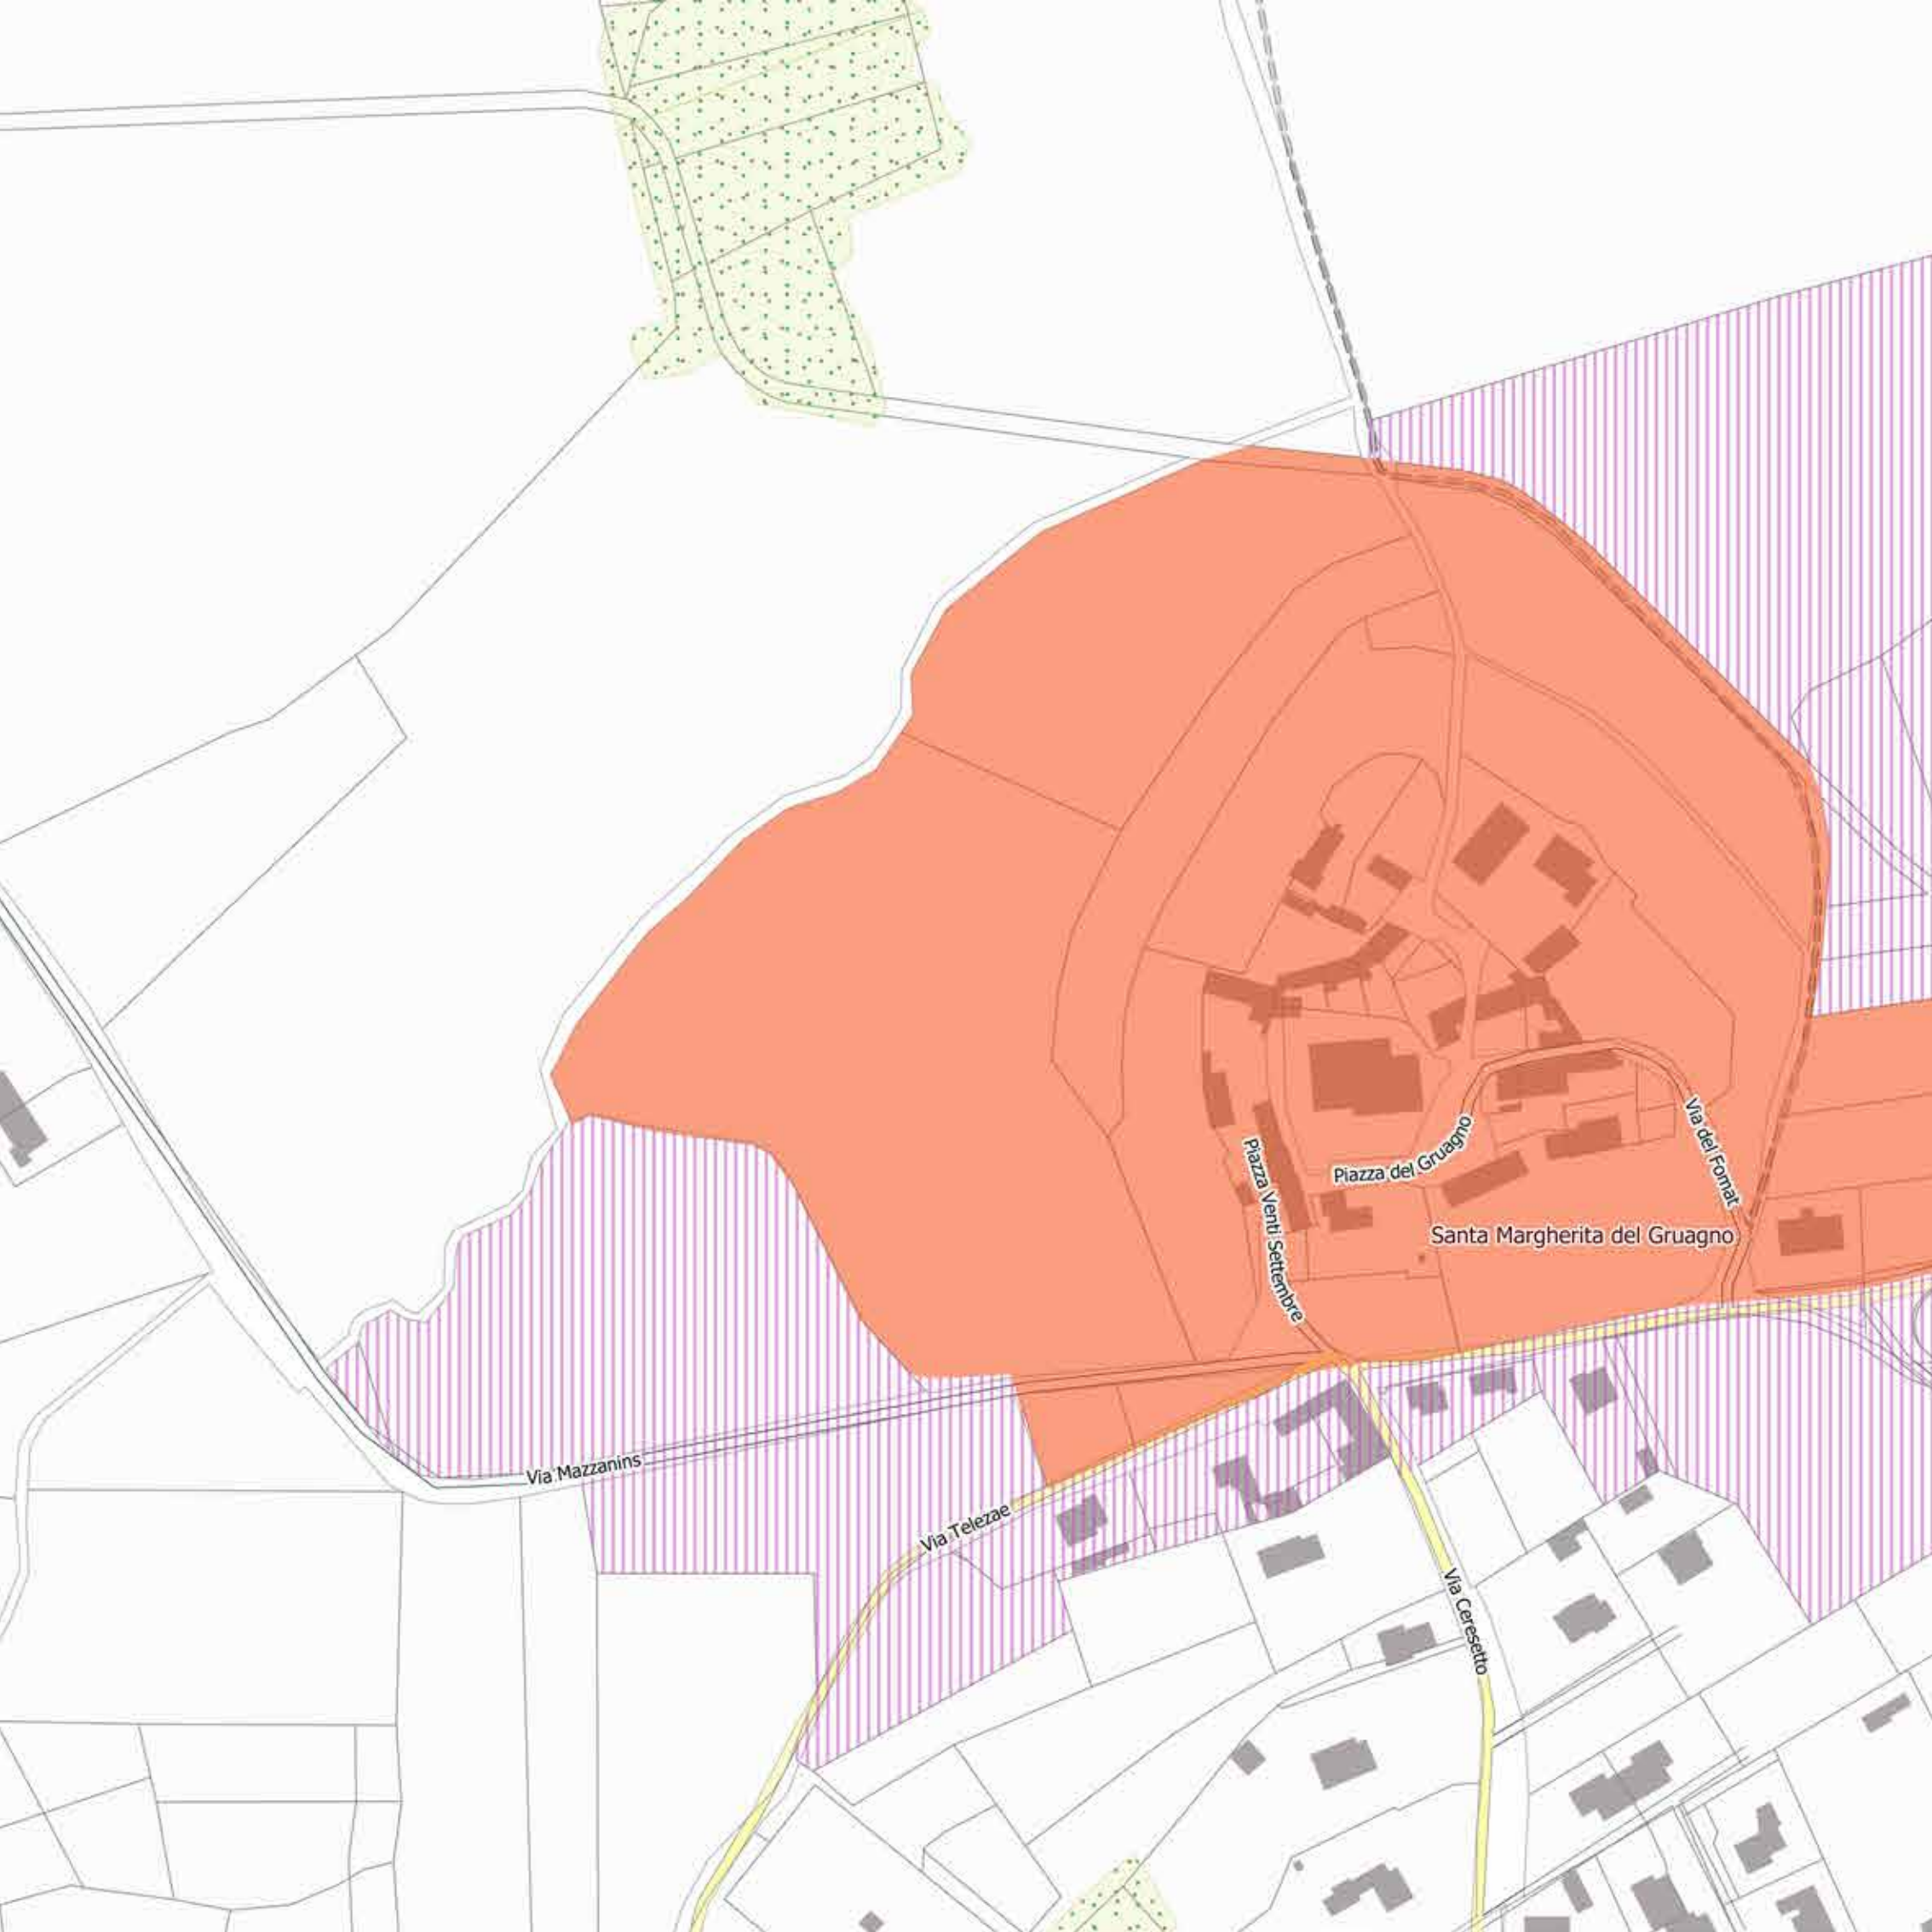 Via del Fornat
Piazza del Gruagno
Piazza Venti Settembre
Santa Margherita del Gruagno
Via Mazzanins
Via Telezae
Via Ceresetto